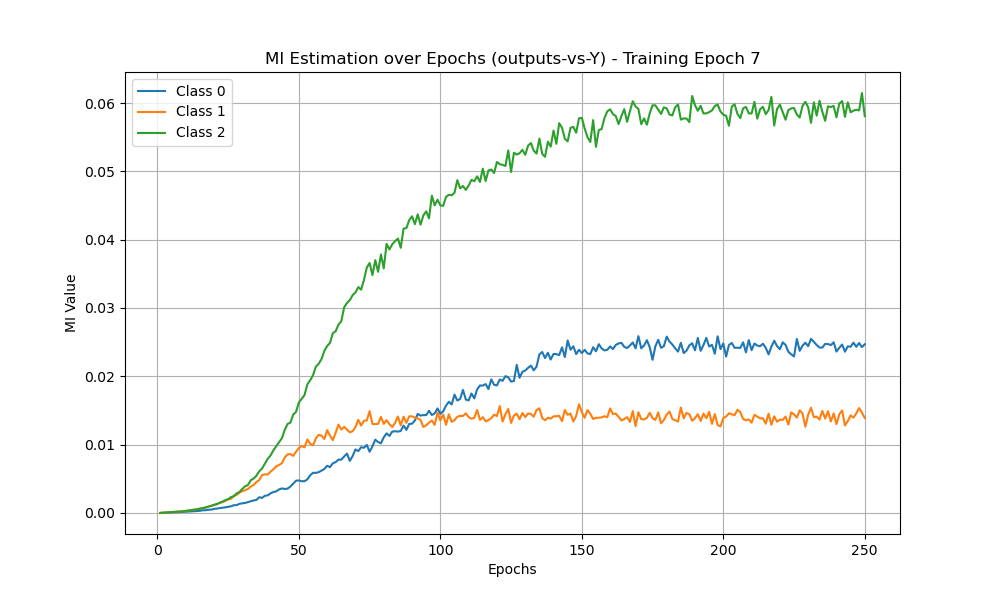 MI Estimation over Epochs (outputs-vs-Y) - Training Epoch 7
Class 0
Class 1
Class 2
MI Value
0.06
0.05
0.04
0.03
0.02
0.01
0.00
0
50
100
150
200
250
Epochs